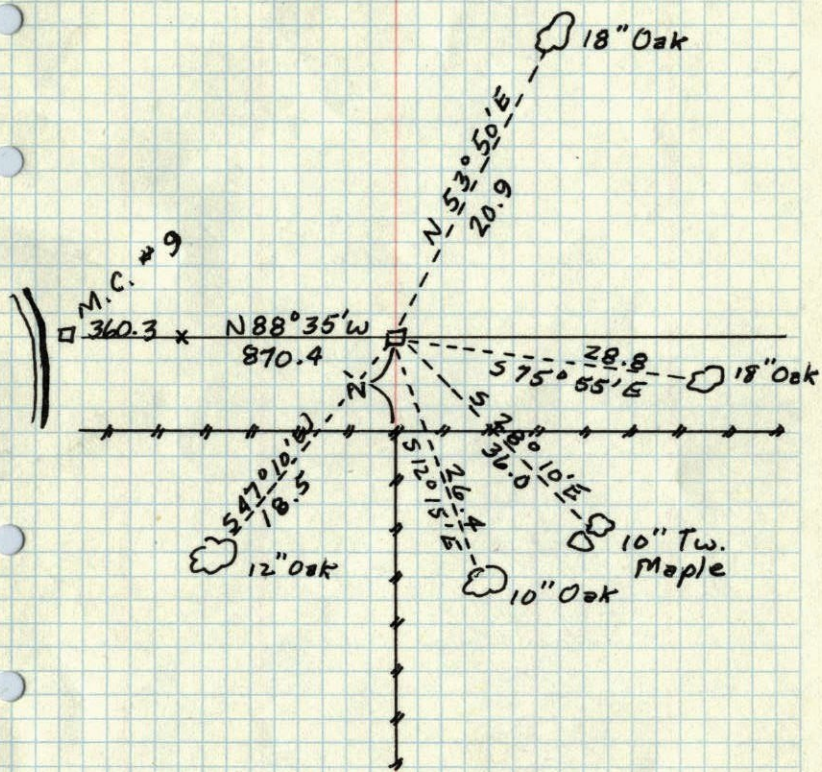 18" Oak
N 53° 50' E
20.9
M.C. # 9
360.3 x N 88° 35' W
870.4
28.8
S 75° 55' E
18" Oak
S 28° 10' E
36.0
10" Tw.
Maple
26.4
S 12° 15' E
10" Oak
S 47° 10' W
18.5
12" Oak